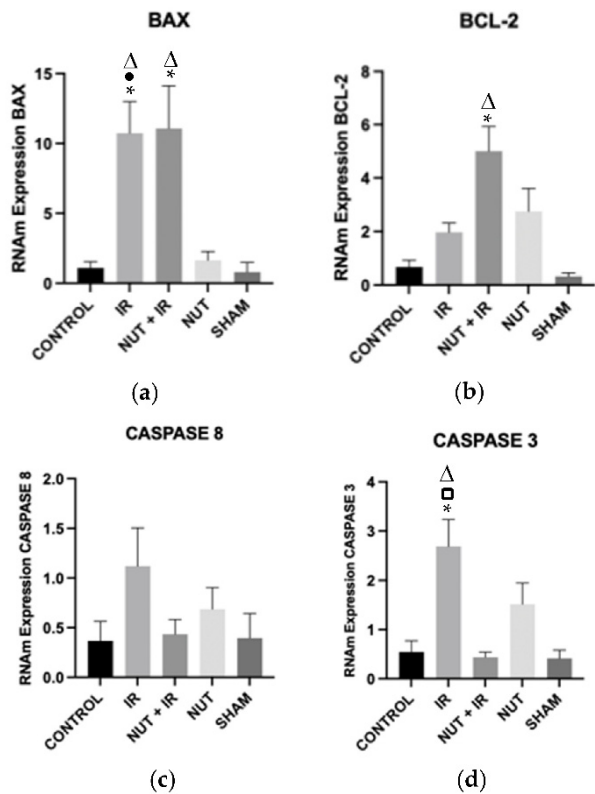 BAX
RNAm Expression BAX
15
10
5
0
Δ
●
*
Δ
*
CONTROL
IR
NUT + IR
NUT
SHAM
(a)
BCL-2
RNAm Expression BCL-2
8
6
4
2
0
Δ
*
CONTROL
IR
NUT + IR
NUT
SHAM
(b)
CASPASE 8
RNAm Expression CASPASE 8
2.0
1.5
1.0
0.5
0.0
CONTROL
IR
NUT + IR
NUT
SHAM
(c)
CASPASE 3
RNAm Expression CASPASE 3
4
3
2
1
0
Δ
□
*
CONTROL
IR
NUT + IR
NUT
SHAM
(d)